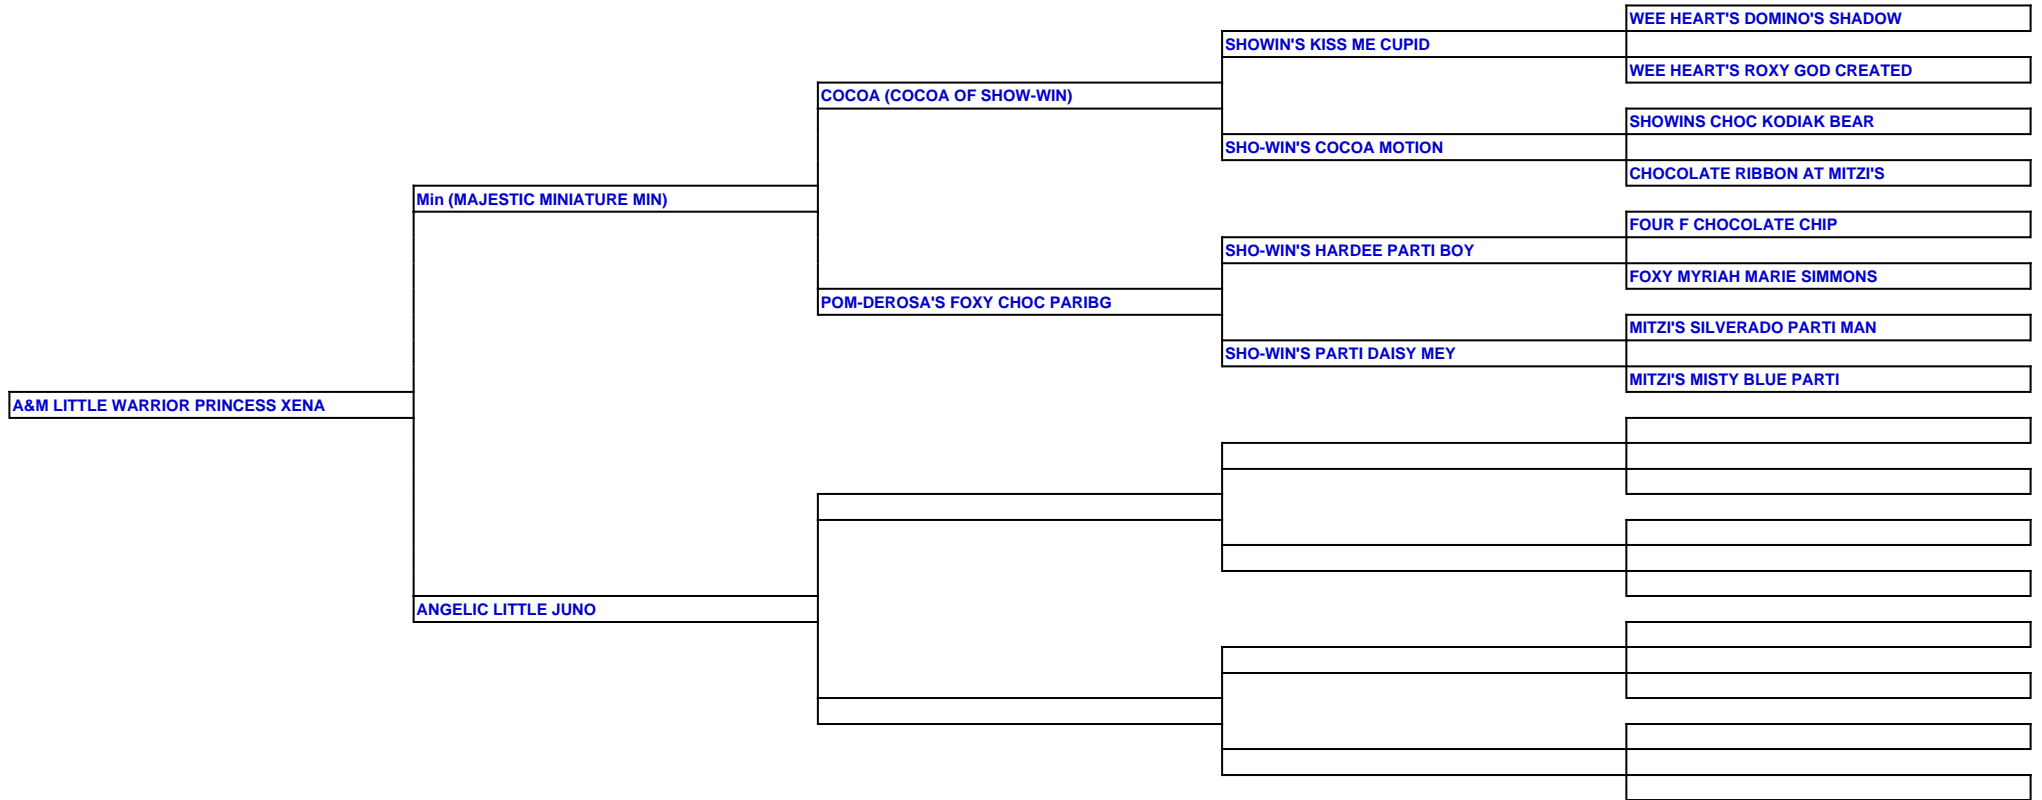 WEE HEART'S DOMINO'S SHADOW
SHOWIN'S KISS ME CUPID
WEE HEART'S ROXY GOD CREATED
COCOA (COCOA OF SHOW-WIN)
SHOWINS CHOC KODIAK BEAR
SHO-WIN'S COCOA MOTION
CHOCOLATE RIBBON AT MITZI'S
Min (MAJESTIC MINIATURE MIN)
FOUR F CHOCOLATE CHIP
SHO-WIN'S HARDEE PARTI BOY
FOXY MYRIAH MARIE SIMMONS
POM-DEROSA'S FOXY CHOC PARIBG
MITZI'S SILVERADO PARTI MAN
SHO-WIN'S PARTI DAISY MEY
MITZI'S MISTY BLUE PARTI
A&M LITTLE WARRIOR PRINCESS XENA
ANGELIC LITTLE JUNO